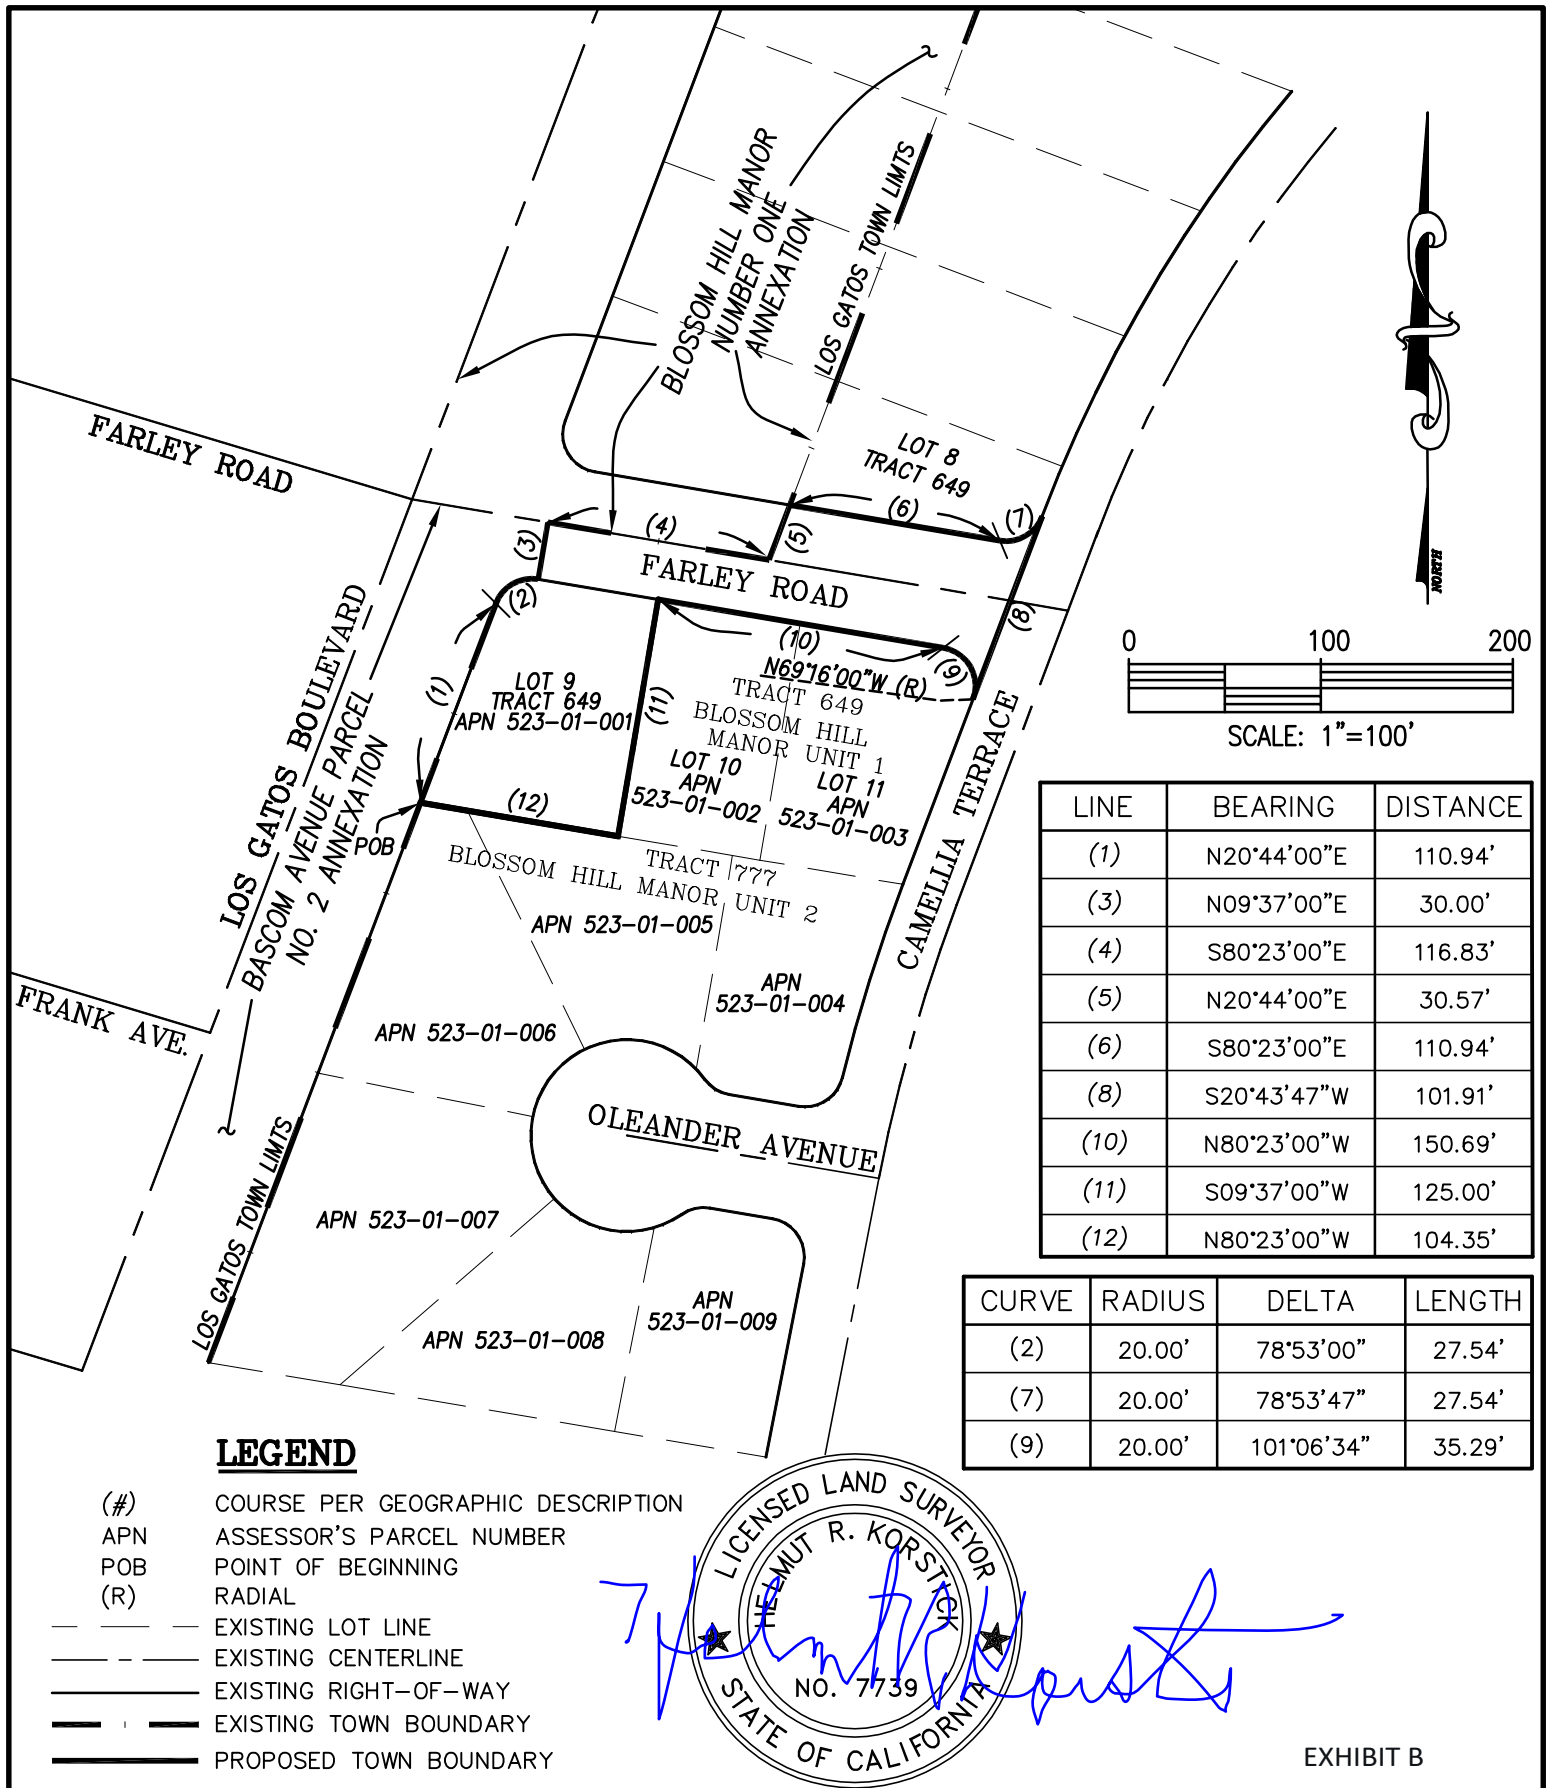 BLOSSOM HILL MANOR
NUMBER ONE
ANNEXATION
LOS GATOS TOWN LIMTS
FARLEY ROAD
LOT 8
TRACT 649
(6)
(7)
(4)
(5)
(3)
FARLEY ROAD
(2)
(8)
(10)
(9)
N69°16'00"W (R)
(1)
LOT 9
TRACT 649
APN 523-01-001
(11)
TRACT 649
BLOSSOM HILL
MANOR UNIT 1
LOT 10
APN
523-01-002
LOT 11
APN
523-01-003
(12)
POB
LOS GATOS BOULEVARD
BASCOM AVENUE PARCEL
NO. 2 ANNEXATION
TRACT 777
BLOSSOM HILL MANOR UNIT 2
CAMELLIA TERRACE
APN 523-01-005
APN
523-01-004
FRANK AVE.
APN 523-01-006
OLEANDER AVENUE
LOS GATOS TOWN LIMTS
APN 523-01-007
APN 523-01-008
APN
523-01-009
NORTH
0 100 200
SCALE: 1"=100'
LINE BEARING DISTANCE
(1) N20°44'00"E 110.94'
(3) N09°37'00"E 30.00'
(4) S80°23'00"E 116.83'
(5) N20°44'00"E 30.57'
(6) S80°23'00"E 110.94'
(8) S20°43'47"W 101.91'
(10) N80°23'00"W 150.69'
(11) S09°37'00"W 125.00'
(12) N80°23'00"W 104.35'
CURVE RADIUS DELTA LENGTH
(2) 20.00' 78°53'00" 27.54'
(7) 20.00' 78°53'47" 27.54'
(9) 20.00' 101°06'34" 35.29'
LEGEND
(#) COURSE PER GEOGRAPHIC DESCRIPTION
APN ASSESSOR'S PARCEL NUMBER
POB POINT OF BEGINNING
(R) RADIAL
EXISTING LOT LINE
EXISTING CENTERLINE
EXISTING RIGHT-OF-WAY
EXISTING TOWN BOUNDARY
PROPOSED TOWN BOUNDARY
LICENSED LAND SURVEYOR
HELMUT R. KORSTICK
NO. 7739
STATE OF CALIFORNIA
EXHIBIT B